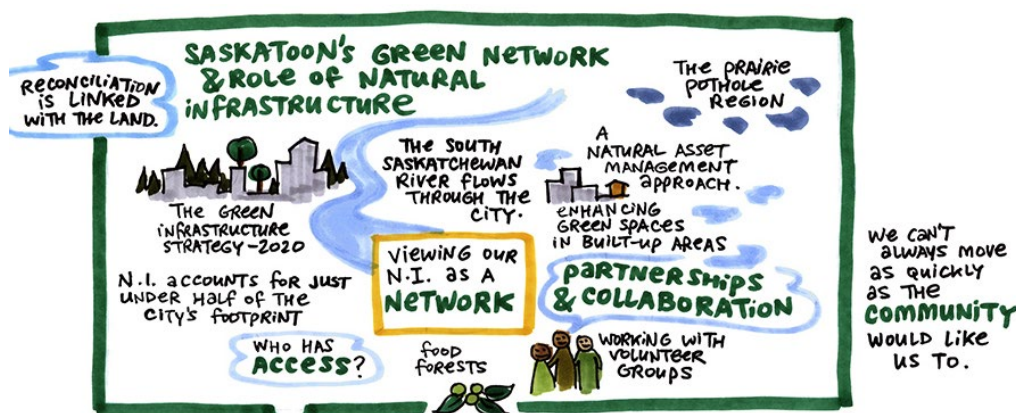 SASKATOON'S GREEN NETWORK
& ROLE OF NATURAL
INFRASTRUCTURE
RECONCILIATION
IS LINKED
WITH THE LAND.
THE PRAIRIE
POTHOLE
REGION
THE SOUTH
SASKATCHEWAN
RIVER FLOWS
THROUGH THE
CITY.
A
NATURAL ASSET
MANAGEMENT
APPROACH.
THE GREEN
INFRASTRUCTURE
STRATEGY-2020
ENHANCING
GREEN SPACES
IN BUILT-UP AREAS
N.I. ACCOUNTS FOR JUST
UNDER HALF OF THE
CITY'S FOOTPRINT
VIEWING OUR
N.I. AS A
NETWORK
PARTNERSHIPS
& COLLABORATION
WHO HAS
ACCESS?
FOOD
FORESTS
WORKING WITH
VOLUNTEER
GROUPS
WE CAN'T
ALWAYS MOVE
AS QUICKLY
AS THE
COMMUNITY
WOULD LIKE
US TO.